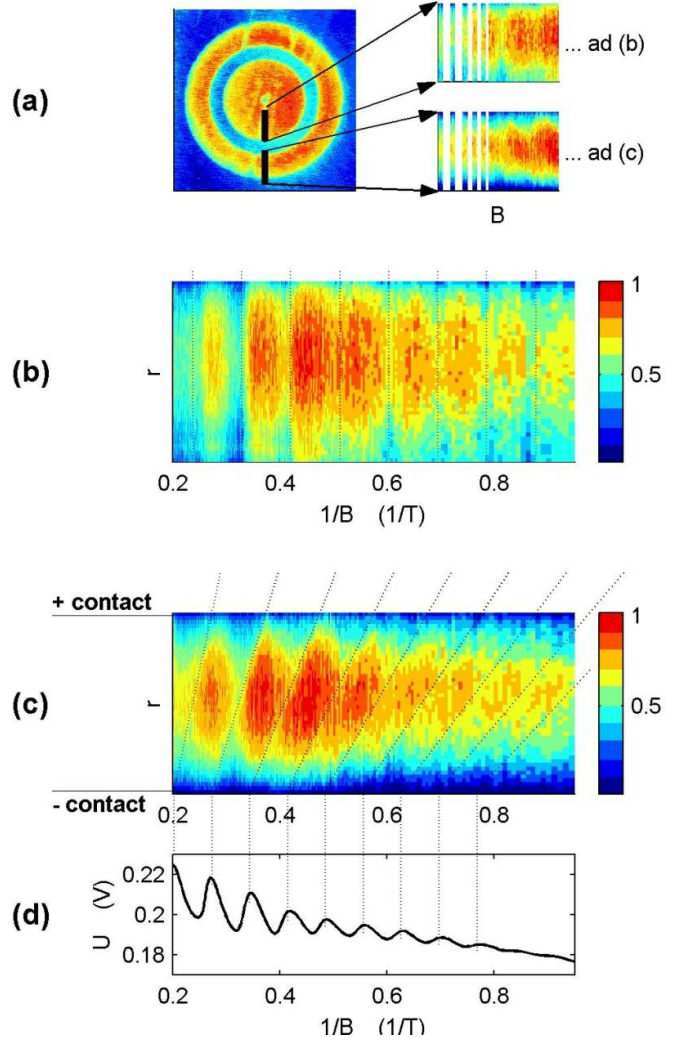 (a)
... ad (b)
... ad (c)
B
(b)
r
1
0.5
0.2 0.4 0.6 0.8
1/B (1/T)
+ contact
(c)
r
1
0.5
- contact
0.2 0.4 0.6 0.8
(d)
U (V)
0.22
0.2
0.18
0.2 0.4 0.6 0.8
1/B (1/T)